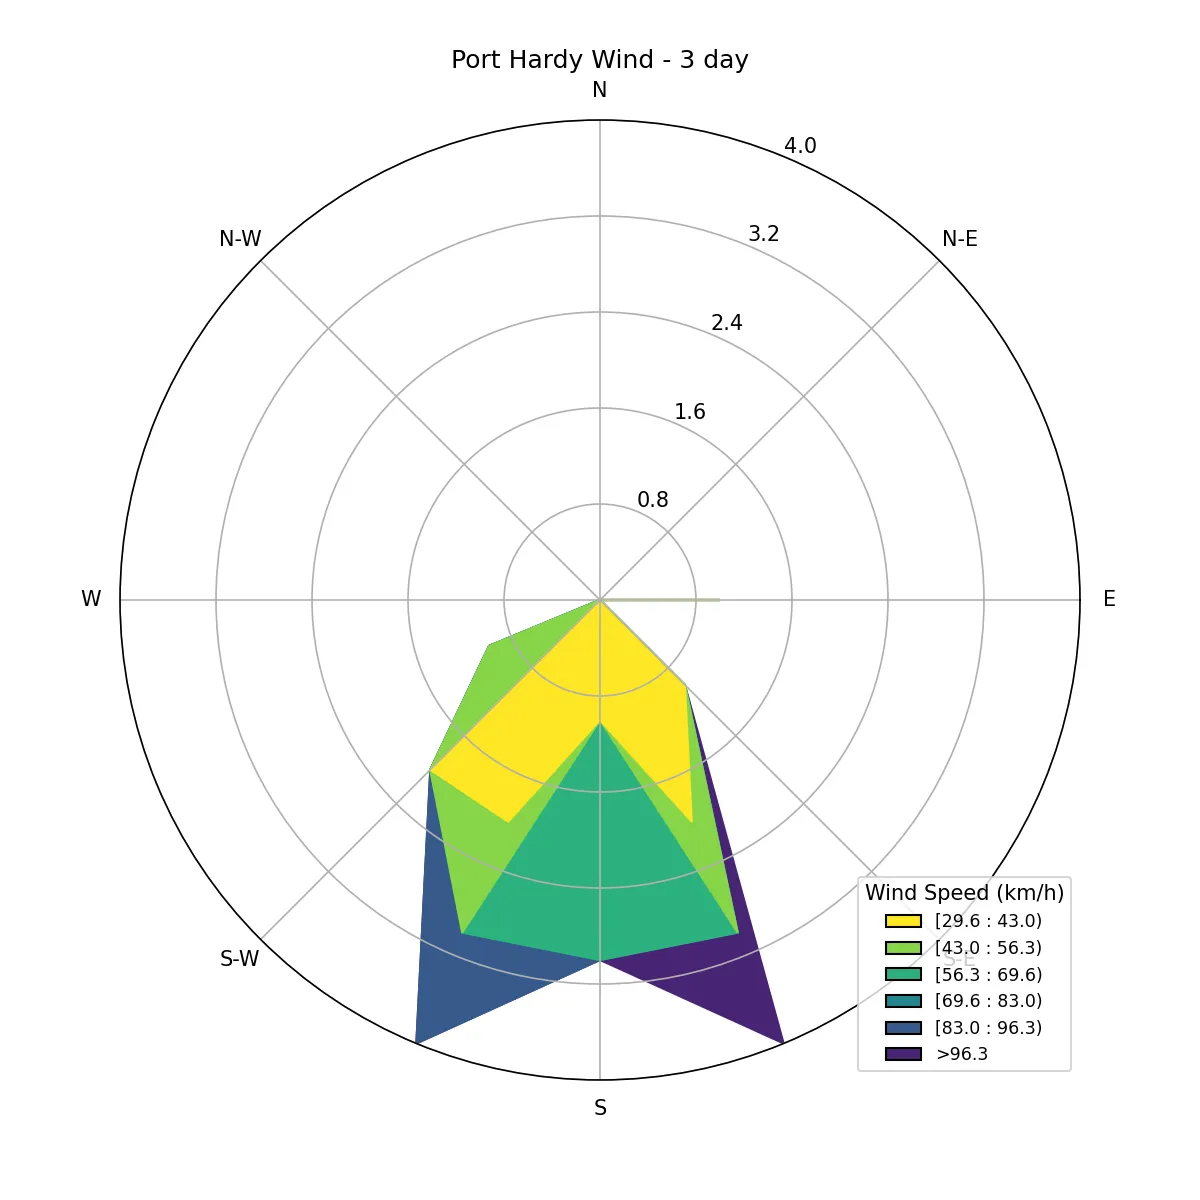 Port Hardy Wind - 3 day
N
4.0
N-W
3.2
N-E
2.4
1.6
0.8
W
E
Wind Speed (km/h)
[29.6 : 43.0)
[43.0 : 56.3)
S-W
S-E
[56.3 : 69.6)
[69.6 : 83.0)
[83.0 : 96.3)
>96.3
S